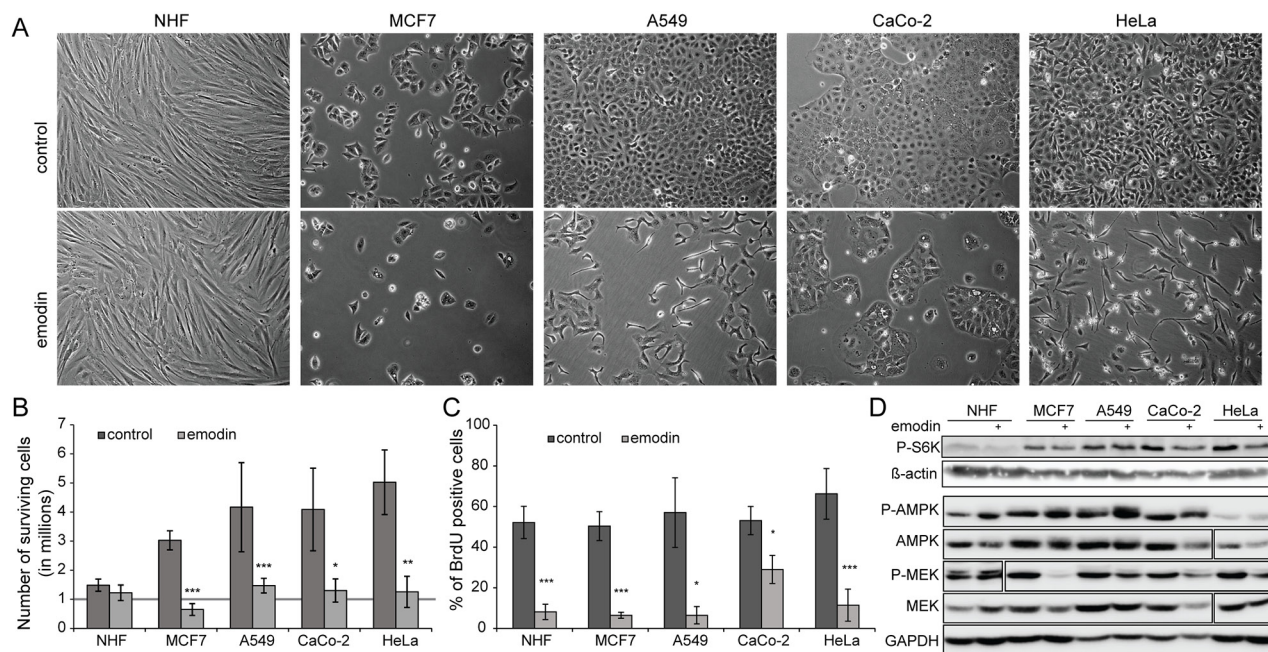 A
NHF MCF7 A549 CaCo-2 HeLa
control
emodin
B
Number of surviving cells
(in millions)
7
6
5
4
3
2
1
0
control emodin
***
***
*
**
NHF MCF7 A549 CaCo-2 HeLa
C
% of BrdU positive cells
100
80
60
40
20
0
control emodin
***
***
*
*
***
NHF MCF7 A549 CaCo-2 HeLa
D
NHF MCF7 A549 CaCo-2 HeLa
emodin + + + + +
P-S6K
ß-actin
P-AMPK
AMPK
P-MEK
MEK
GAPDH